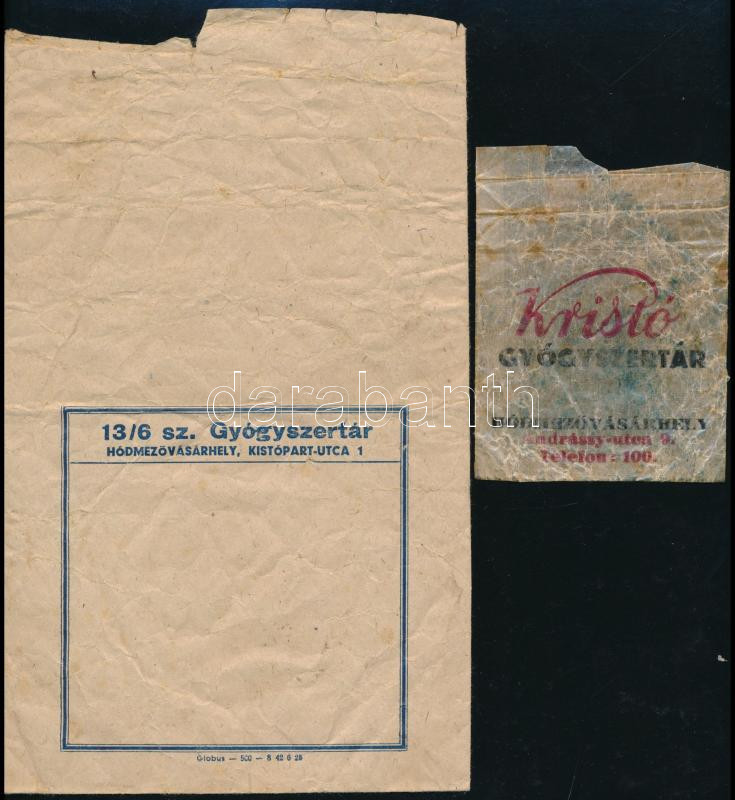 13/6 sz. Gyógyszertár
HÓDMEZŐVÁSÁRHELY, KISTÓPART-UTCA 1
Globus — 500 — 8 42 6 25
Kristó
GYÓGYSZERTÁR
HÓDMEZŐVÁSÁRHELY
Andrássy-utca 9.
Telefon: 100.
darabanth